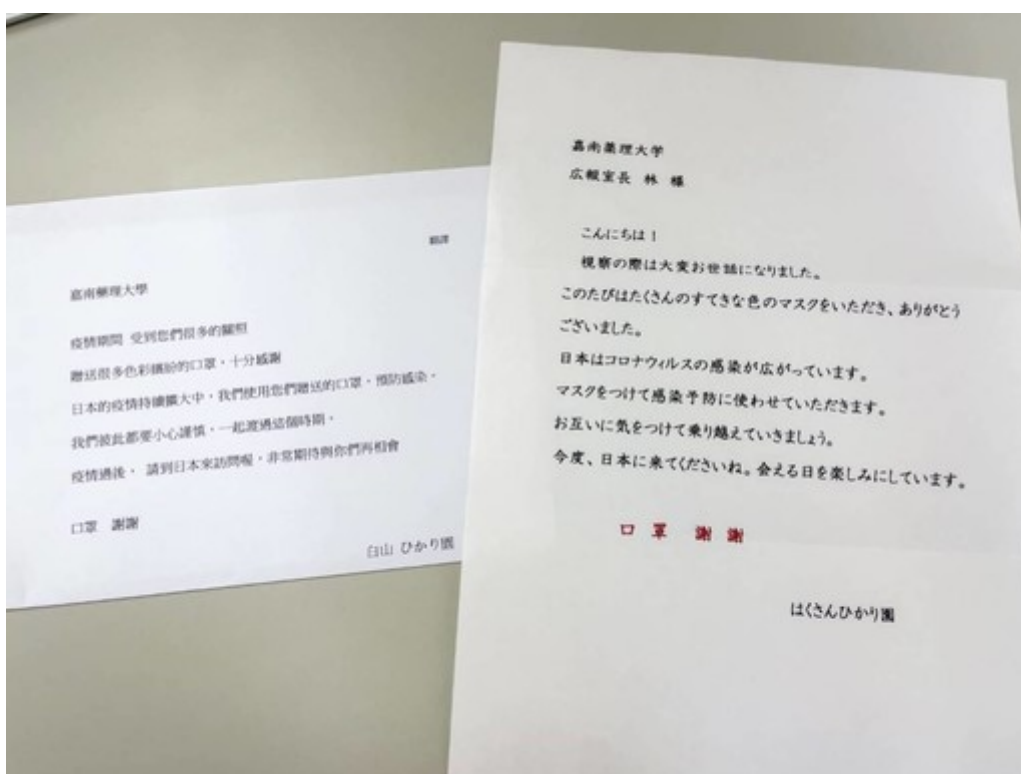 翻譯
嘉南藥理大學
疫情期間 受到您們很多的關照
贈送很多色彩繽紛的口罩，十分感謝
日本的疫情持續擴大中，我們使用您們贈送的口罩，預防感染。
我們彼此都要小心謹慎，一起渡過這個時期。
疫情過後， 請到日本來訪問喔，非常期待與你們再相會
口罩 謝謝
白山 ひかり園
嘉南薬理大学
広報室長 林 様
こんにちは！
視察の際は大変お世話になりました。
このたびはたくさんのすてきな色のマスクをいただき、ありがとう
ございました。
日本はコロナウィルスの感染が広がっています。
マスクをつけて感染予防に使わせていただきます。
お互いに気をつけて乗り越えていきましょう。
今度、日本に来てくださいね。会える日を楽しみにしています。
口罩 謝謝
はくさんひかり園